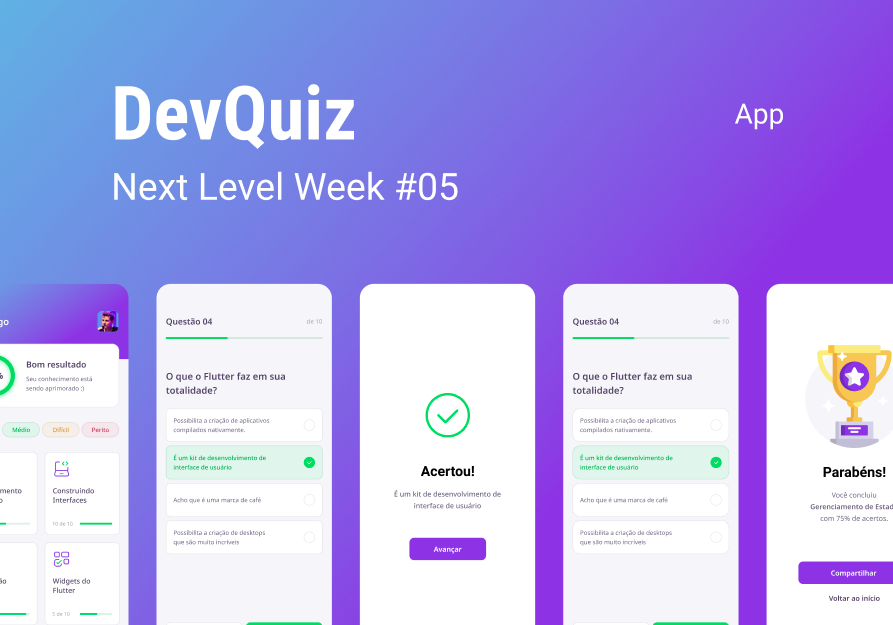 DevQuiz
App
Next Level Week #05
Bom resultado
Seu conhecimento está
sendo aprimorado :)
Médio
Difícil
Perito
Construindo
Interfaces
10 de 10
Widgets do
Flutter
5 de 10
Questão 04
de 10
O que o Flutter faz em sua
totalidade?
Possibilita a criação de aplicativos
compilados nativamente.
É um kit de desenvolvimento de
interface de usuário
Acho que é uma marca de café
Possibilita a criação de desktops
que são muito incríveis
Acertou!
É um kit de desenvolvimento de
interface de usuário
Avançar
Questão 04
de 10
O que o Flutter faz em sua
totalidade?
Possibilita a criação de aplicativos
compilados nativamente.
É um kit de desenvolvimento de
interface de usuário
Acho que é uma marca de café
Possibilita a criação de desktops
que são muito incríveis
Parabéns!
Você concluiu
Gerenciamento de Estad
com 75% de acertos.
Compartilhar
Voltar ao início